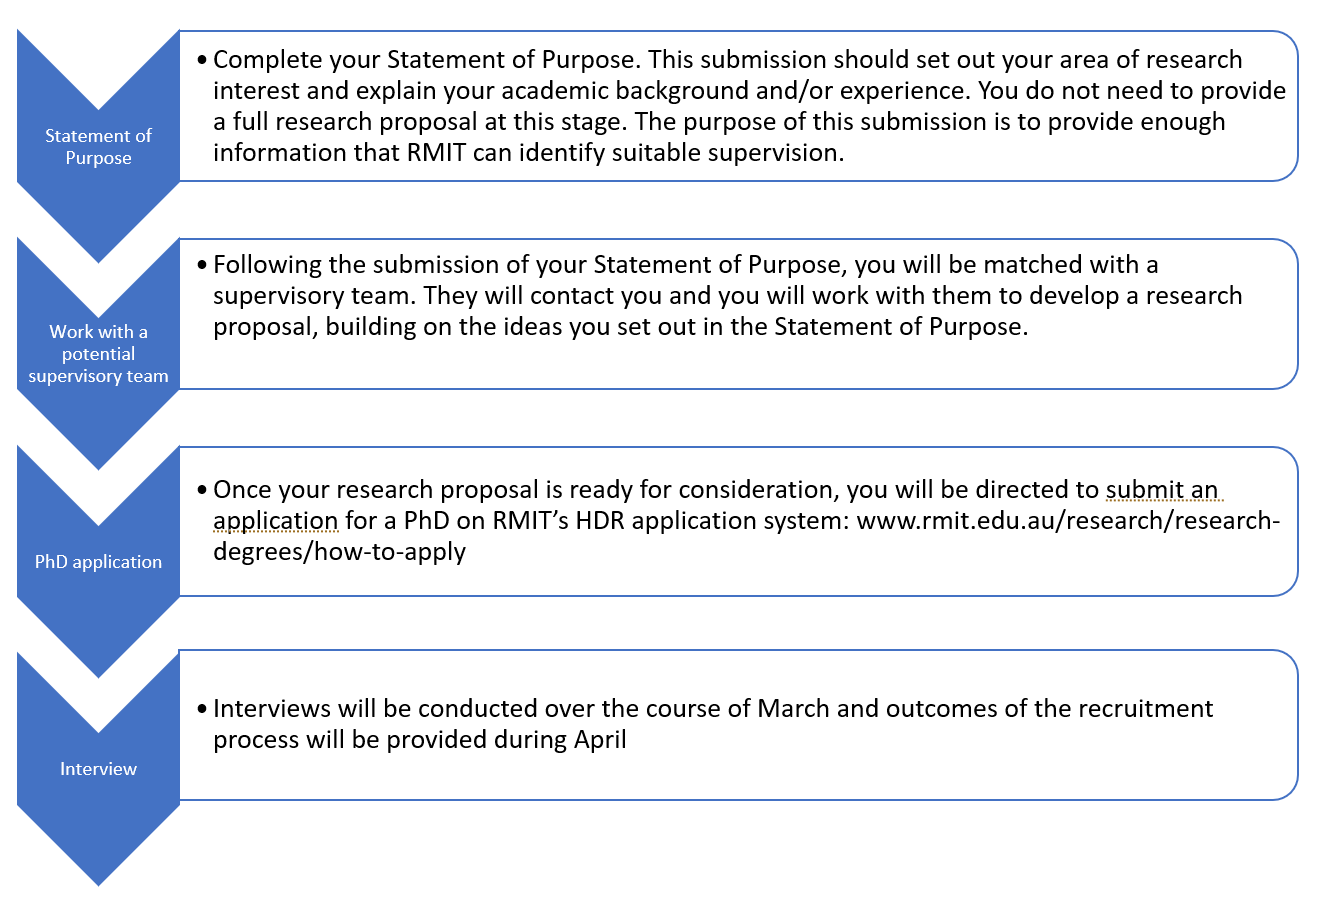 Statement of
Purpose
• Complete your Statement of Purpose. This submission should set out your area of research
interest and explain your academic background and/or experience. You do not need to provide
a full research proposal at this stage. The purpose of this submission is to provide enough
information that RMIT can identify suitable supervision.
Work with a
potential
supervisory team
• Following the submission of your Statement of Purpose, you will be matched with a
supervisory team. They will contact you and you will work with them to develop a research
proposal, building on the ideas you set out in the Statement of Purpose.
PhD application
• Once your research proposal is ready for consideration, you will be directed to submit an
application for a PhD on RMIT’s HDR application system: www.rmit.edu.au/research/research-
degrees/how-to-apply
Interview
• Interviews will be conducted over the course of March and outcomes of the recruitment
process will be provided during April